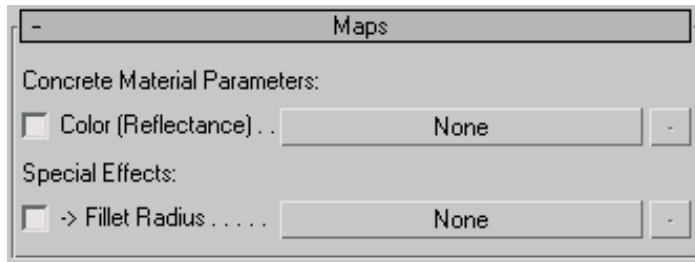 - Maps
Concrete Material Parameters:
Color (Reflectance) . . None -
Special Effects:
-> Fillet Radius . . . . . None -